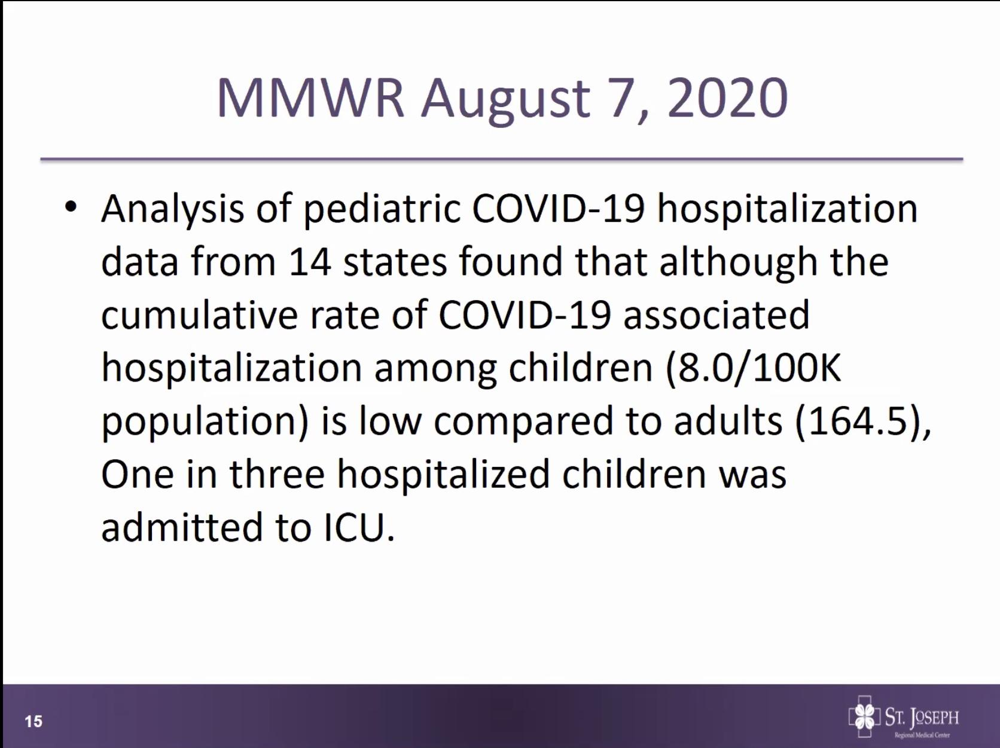 MMWR August 7, 2020
• Analysis of pediatric COVID-19 hospitalization
data from 14 states found that although the
cumulative rate of COVID-19 associated
hospitalization among children (8.0/100K
population) is low compared to adults (164.5),
One in three hospitalized children was
admitted to ICU.
15
St. Joseph
Regional Medical Center